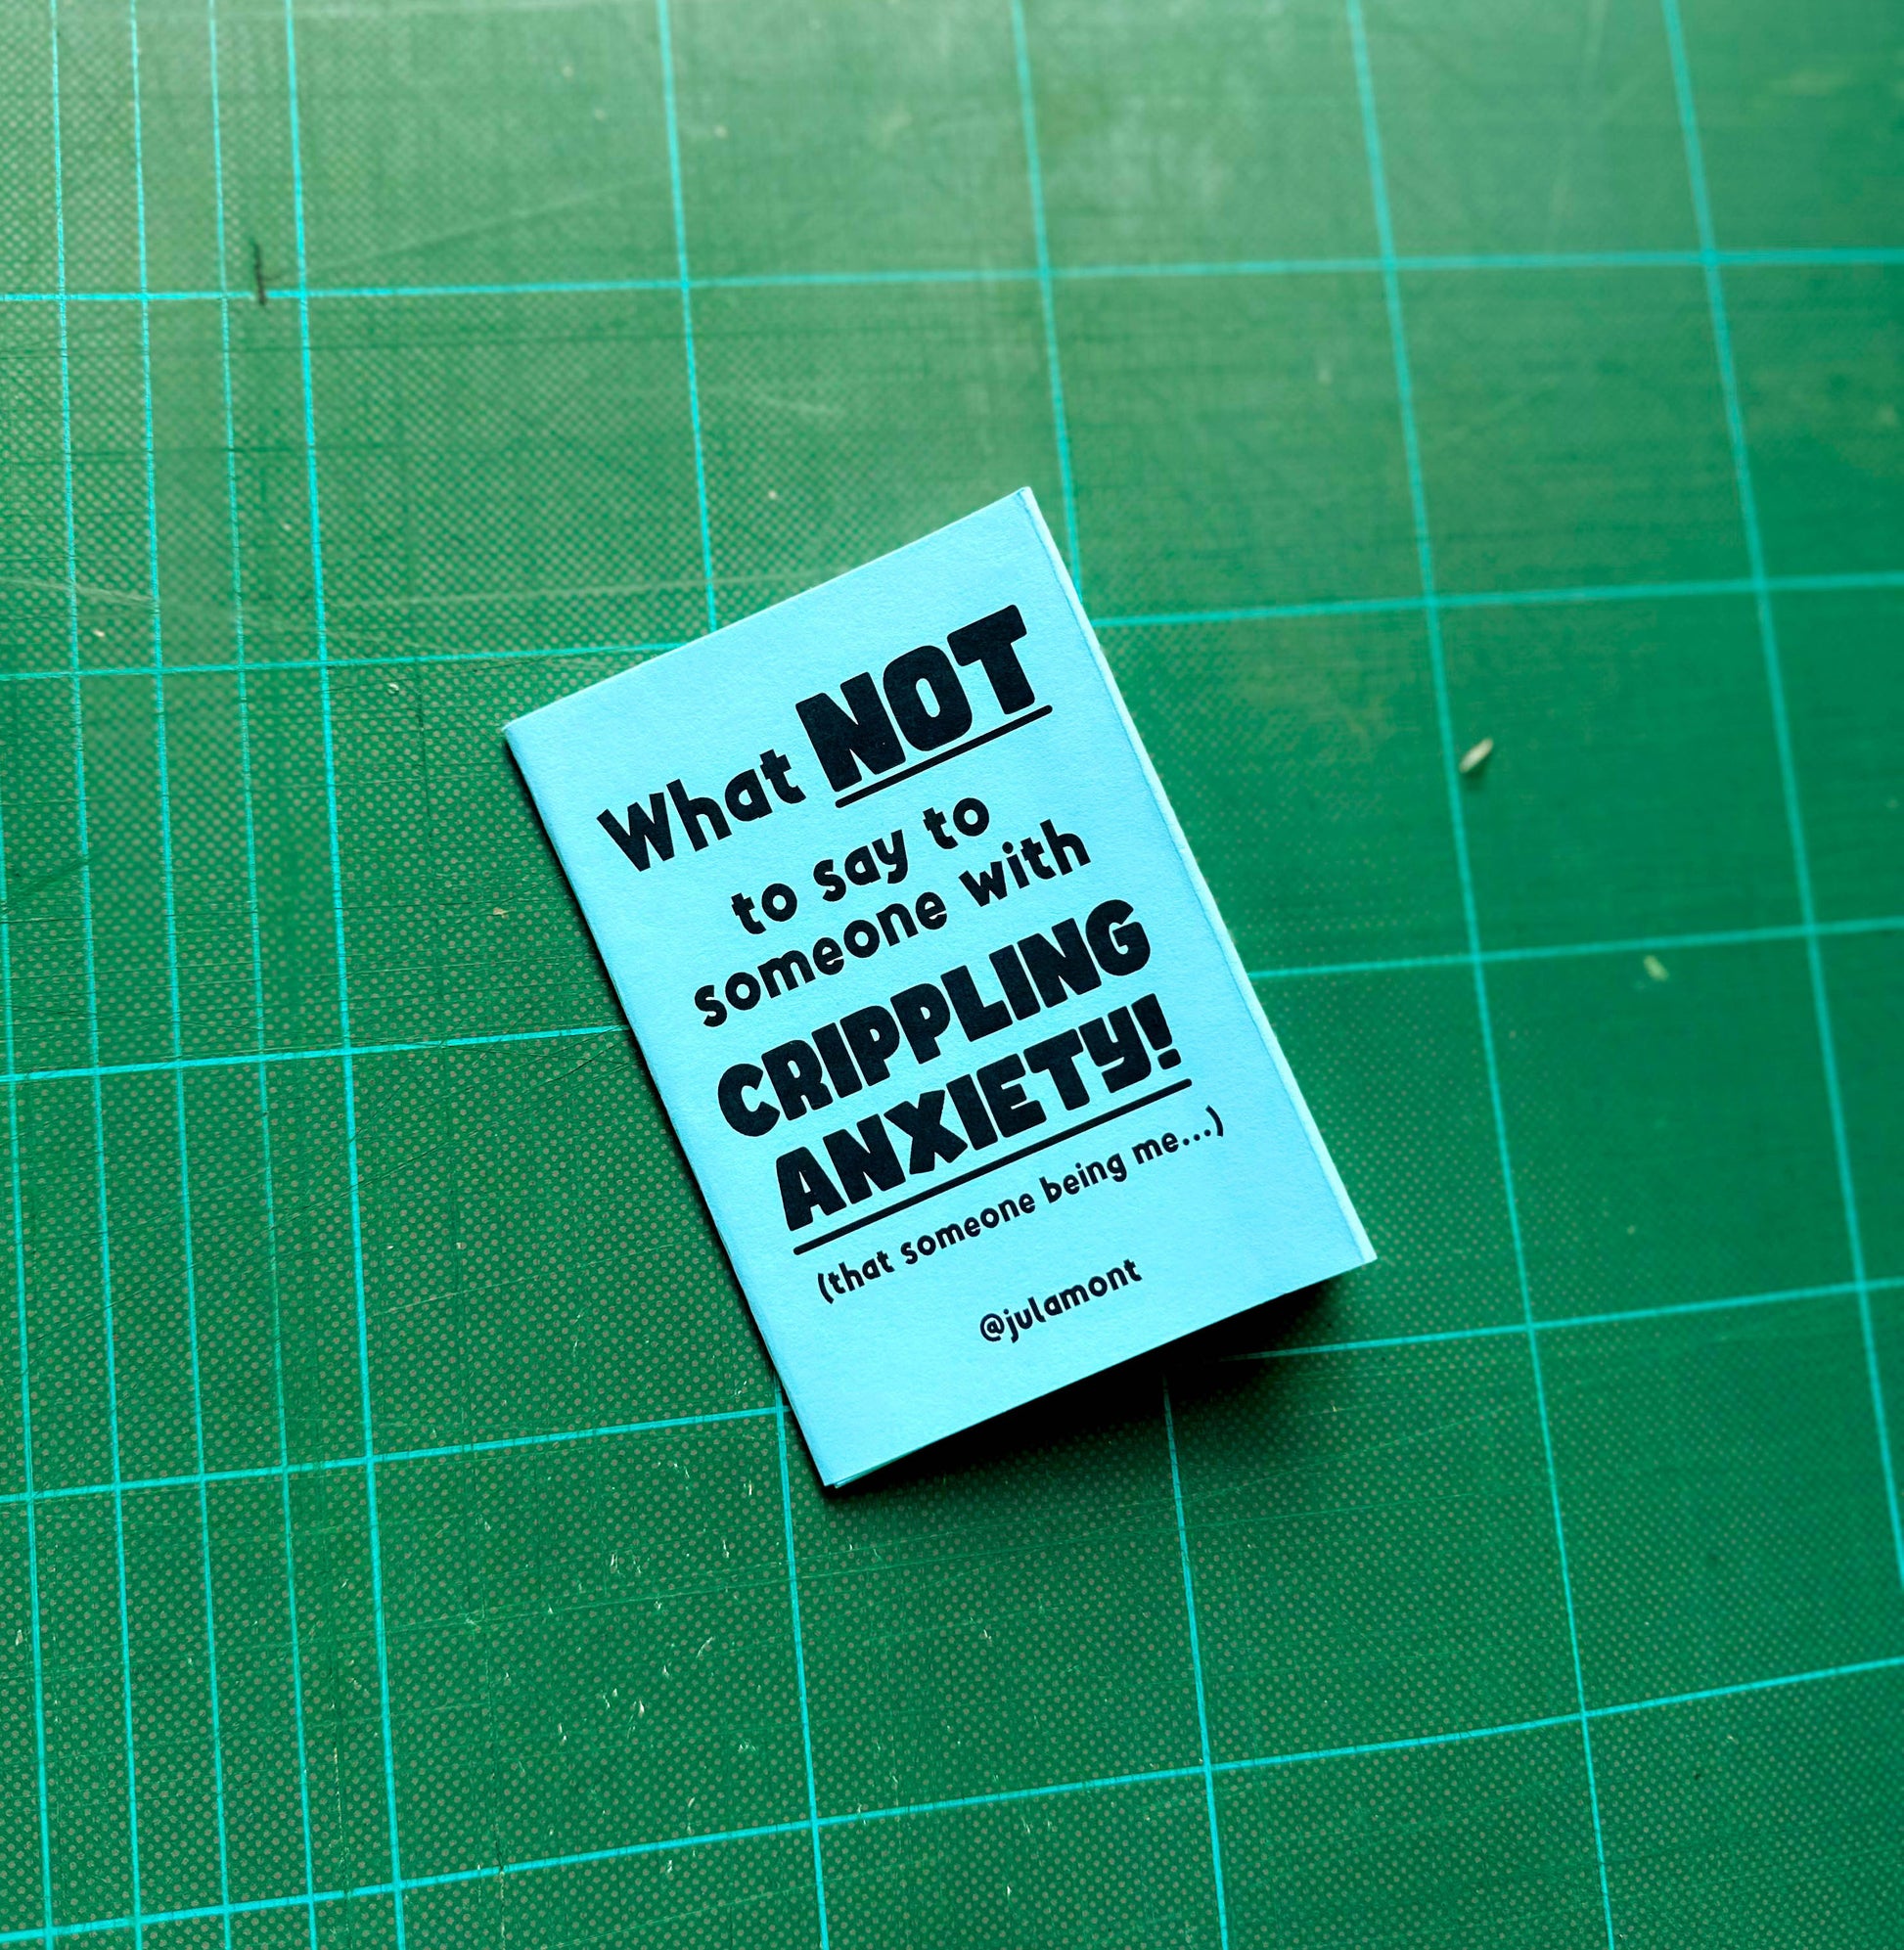 What NOT
to say to
someone with
CRIPPLING
ANXIETY!
(that someone being me...)
@julamont